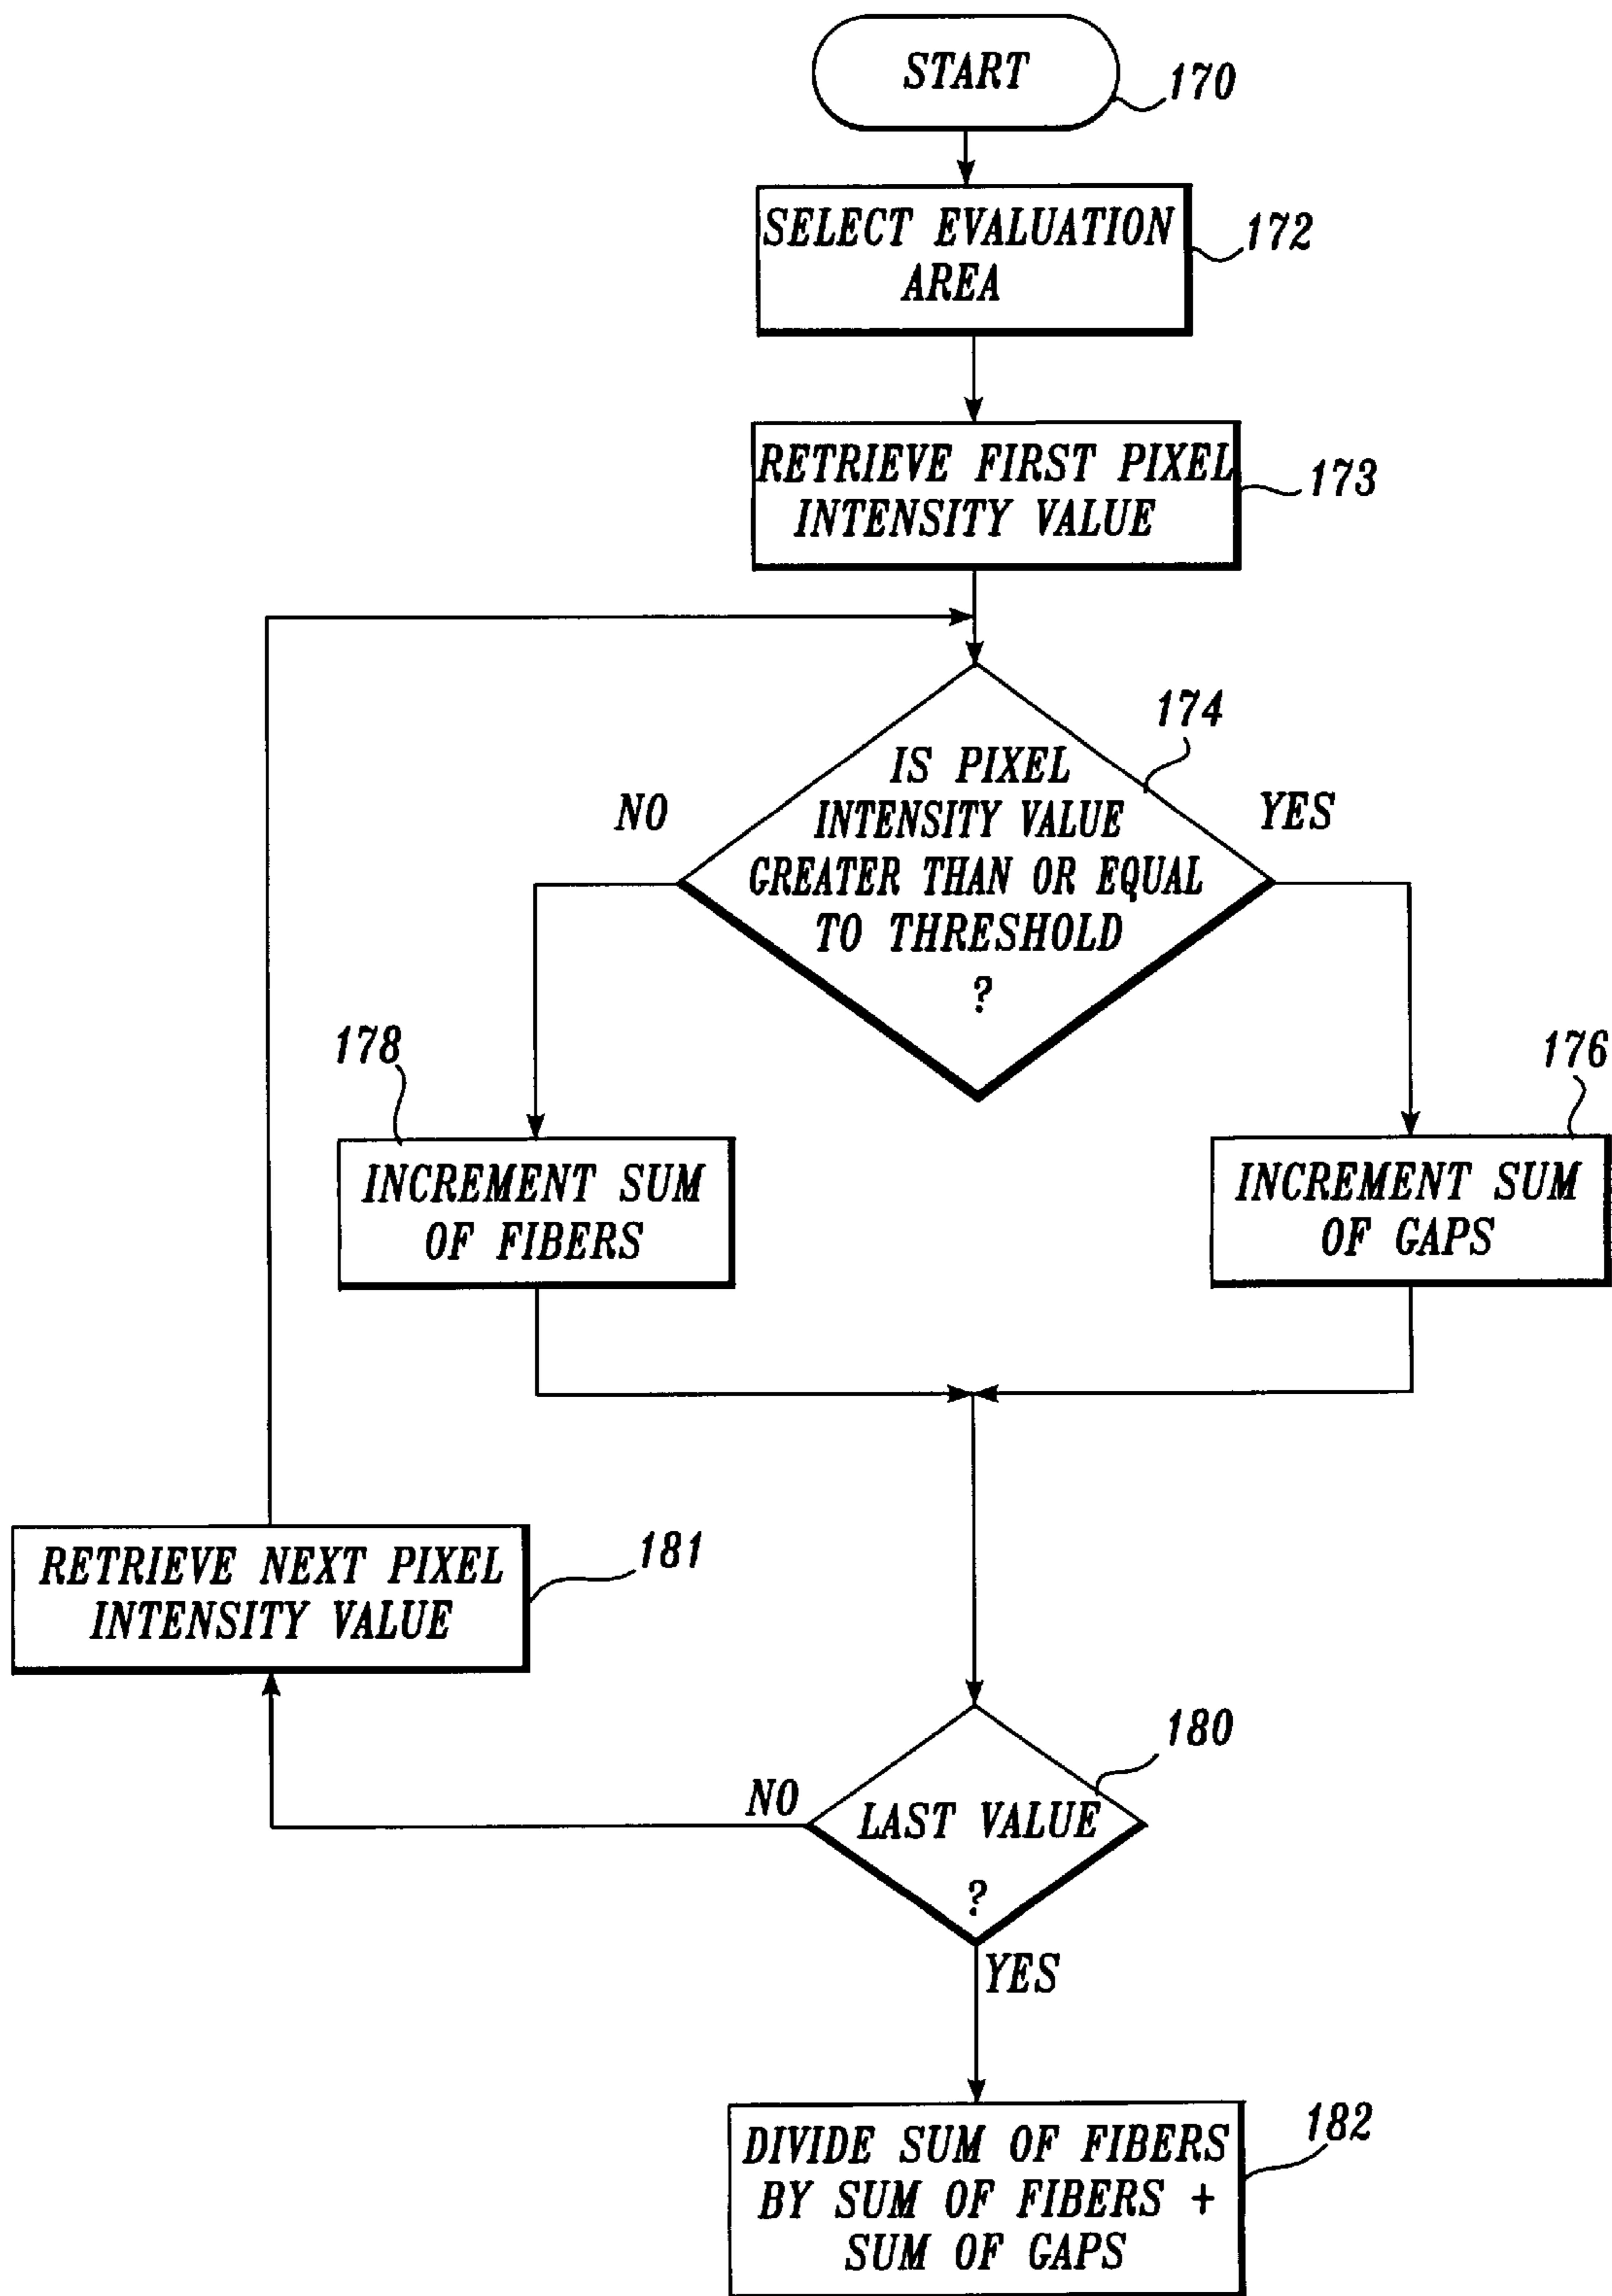 START
170
SELECT EVALUATION
AREA
172
RETRIEVE FIRST PIXEL
INTENSITY VALUE
173
174
IS PIXEL
INTENSITY VALUE
GREATER THAN OR EQUAL
TO THRESHOLD
?
NO
YES
178
INCREMENT SUM
OF FIBERS
176
INCREMENT SUM
OF GAPS
RETRIEVE NEXT PIXEL
INTENSITY VALUE
181
180
LAST VALUE
?
NO
YES
DIVIDE SUM OF FIBERS
BY SUM OF FIBERS +
SUM OF GAPS
182